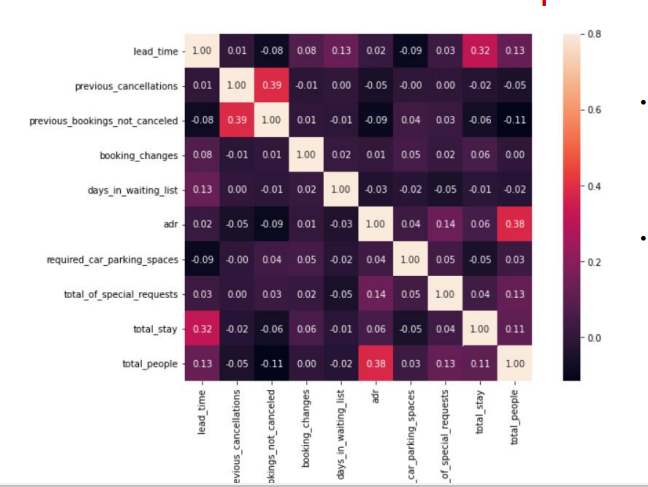 0.8
lead_time 1.00 0.01 -0.08 0.08 0.13 0.02 -0.09 0.03 0.32 0.13
previous_cancellations 0.01 1.00 0.39 -0.01 0.00 -0.05 -0.00 0.00 -0.02 -0.05
0.6
previous_bookings_not_canceled -0.08 0.39 1.00 0.01 -0.01 -0.09 0.04 0.03 -0.06 -0.11
booking_changes 0.08 -0.01 0.01 1.00 0.02 0.01 0.05 0.02 0.06 0.00
0.4
days_in_waiting_list 0.13 0.00 -0.01 0.02 1.00 -0.03 -0.02 -0.05 -0.01 -0.02
adr 0.02 -0.05 -0.09 0.01 -0.03 1.00 0.04 0.14 0.06 0.38
0.2
required_car_parking_spaces -0.09 -0.00 0.04 0.05 -0.02 0.04 1.00 0.05 -0.05 0.03
total_of_special_requests 0.03 0.00 0.03 0.02 -0.05 0.14 0.05 1.00 0.04 0.13
total_stay 0.32 -0.02 -0.06 0.06 -0.01 0.06 -0.05 0.04 1.00 0.11
0.0
total_people 0.13 -0.05 -0.11 0.00 -0.02 0.38 0.03 0.13 0.11 1.00
lead_time
evious_cancellations
okings_not_canceled
booking_changes
days_in_waiting_list
adr
_car_parking_spaces
_of_special_requests
total_stay
total_people